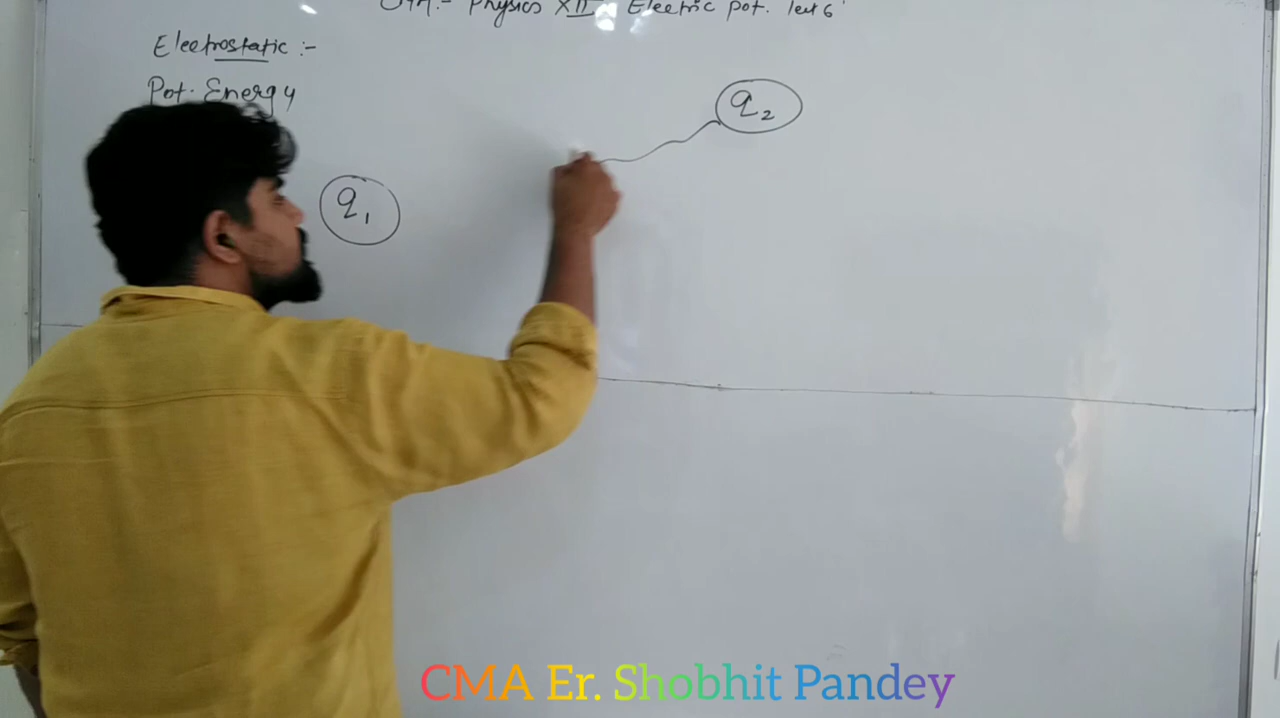 Physics XII Electric pot. lect 6
Electrostatic :-
Pot. Energy
q₂
q₁
CMA Er. Shobhit Pandey